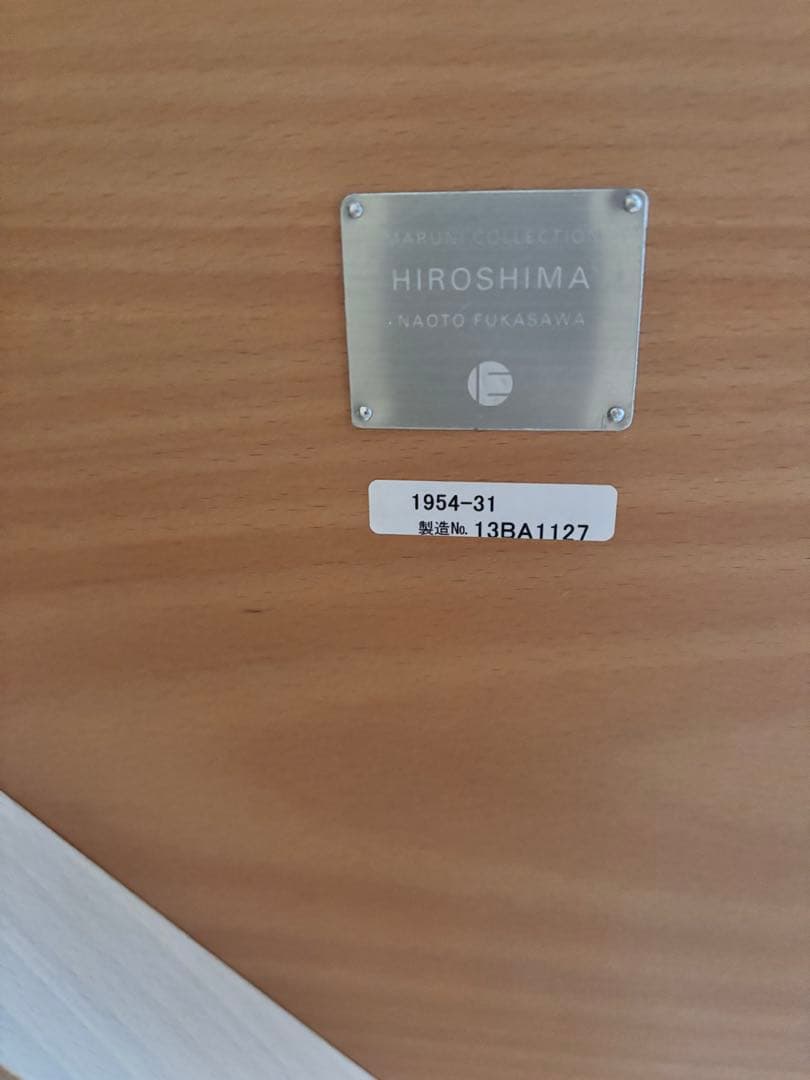 MARUNI COLLECTION
HIROSHIMA
NAOTO FUKASAWA
1954-31
製造No. 13BA1127